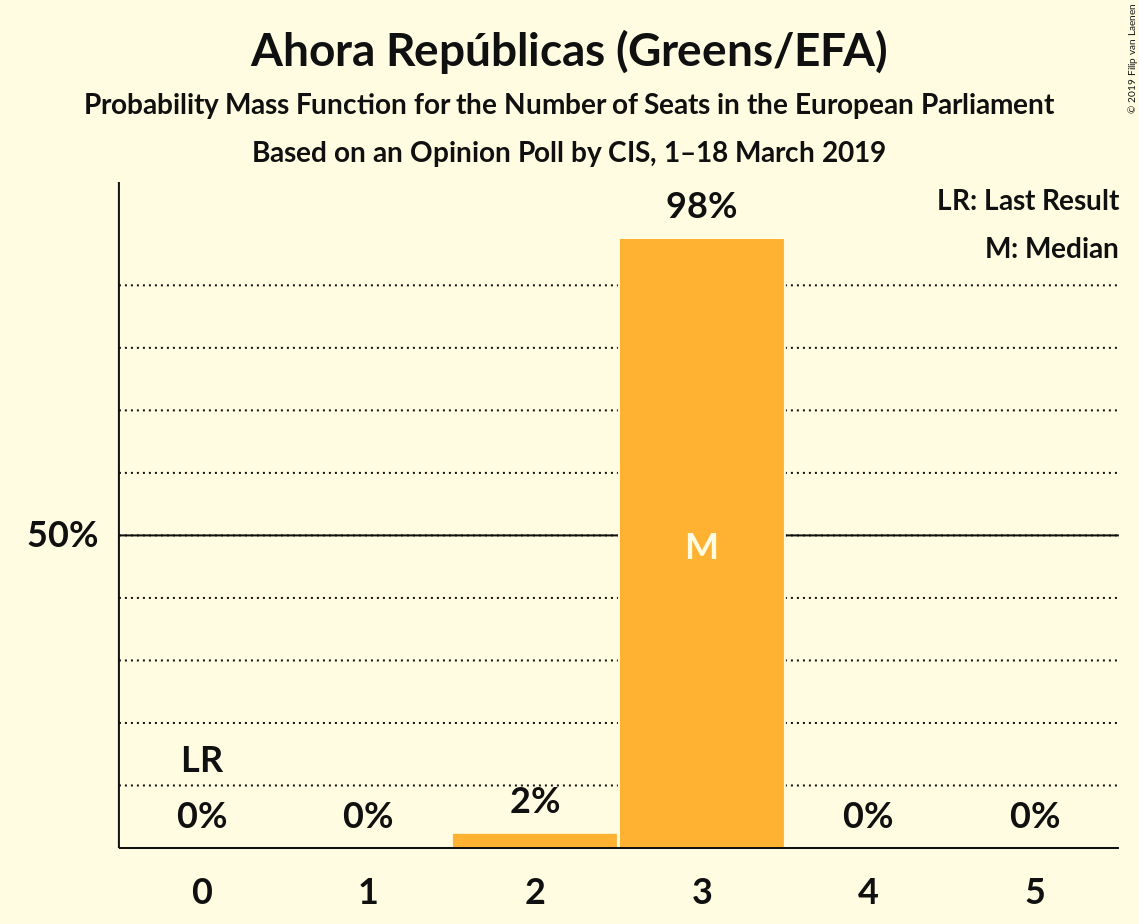 Ahora Repúblicas (Greens/EFA)
Probability Mass Function for the Number of Seats in the European Parliament
Based on an Opinion Poll by CIS, 1–18 March 2019
© 2019 Filip van Laenen
LR: Last Result
M: Median
98%
50%
M
LR
0%
0%
2%
0%
0%
0
1
2
3
4
5